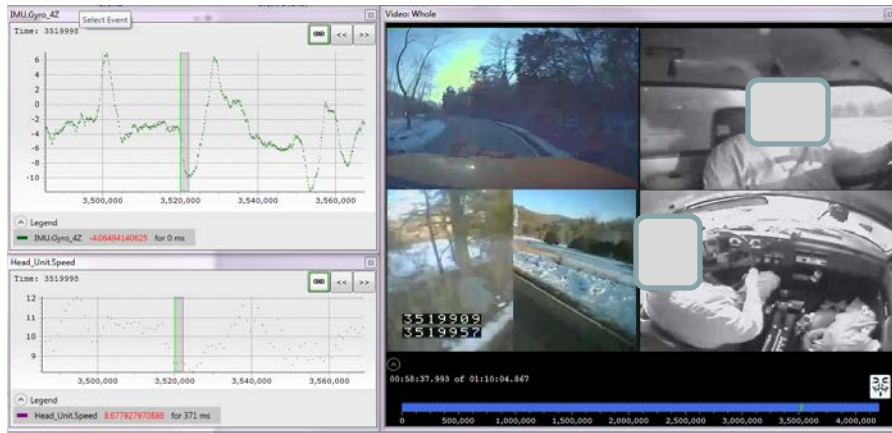 IMU.Gyro_4Z
Select Event
Time: 3519998
<< >>
6
4
2
0
-2
-4
-6
-8
-10
3,500,000 3,520,000 3,540,000 3,560,000
Legend
IMU.Gyro_4Z -4.06494140625 for 0 ms
Head_Unit.Speed
Time: 3519998
<< >>
12
11
10
9
3,500,000 3,520,000 3,540,000 3,560,000
Legend
Head_Unit.Speed 8.677927970886 for 371 ms
Video: Whole
3519909
3519957
00:58:37.993 of 01:10:04.867
0 500,000 1,000,000 1,500,000 2,000,000 2,500,000 3,000,000 3,500,000 4,000,000